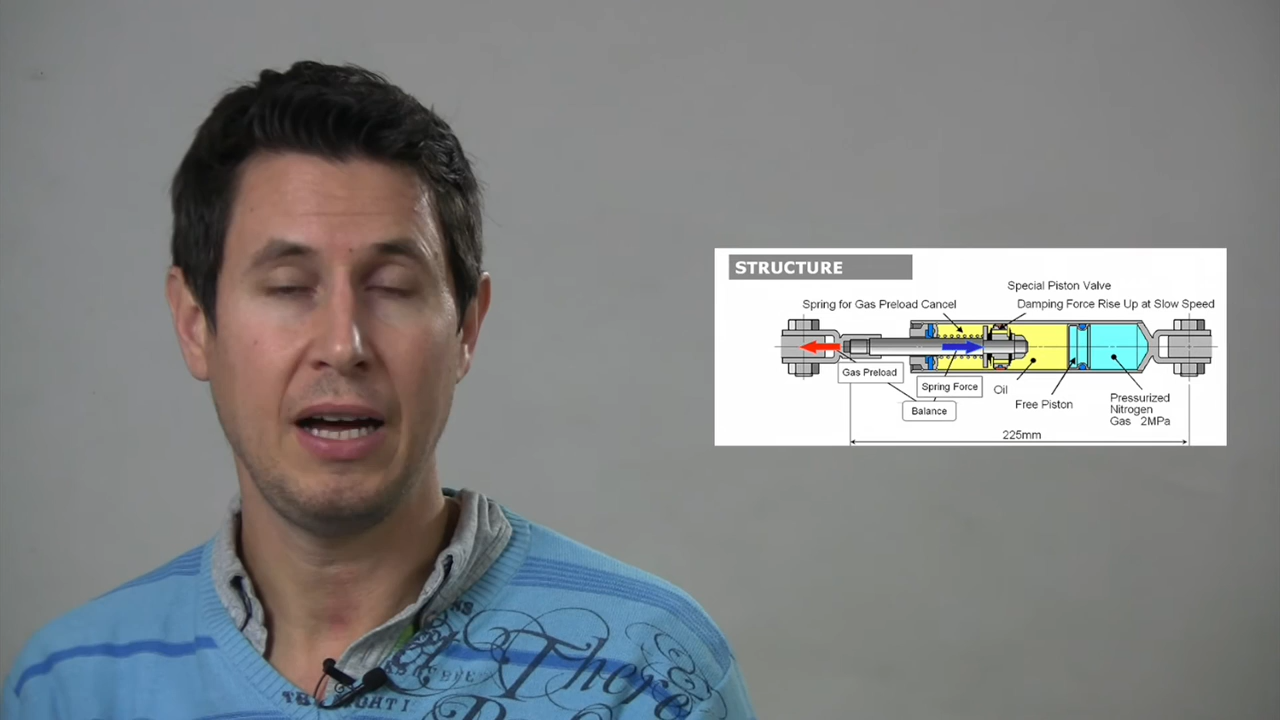 STRUCTURE
Special Piston Valve
Spring for Gas Preload Cancel
Damping Force Rise Up at Slow Speed
Gas Preload
Spring Force
Oil
Balance
Free Piston
Pressurized
Nitrogen
Gas 2MPa
225mm
There